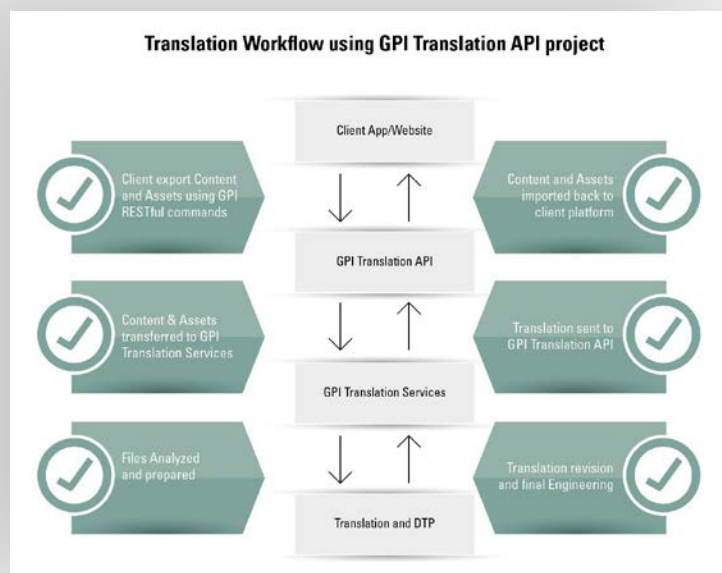 Translation Workflow using GPI Translation API project
Client App/Website
Client export Content
and Assets using GPI
RESTful commands
Content and Assets
imported back to
client platform
GPI Translation API
Content & Assets
transferred to GPI
Translation Services
Translation sent to
GPI Translation API
GPI Translation Services
Files Analyzed
and prepared
Translation revision
and final Engineering
Translation and DTP